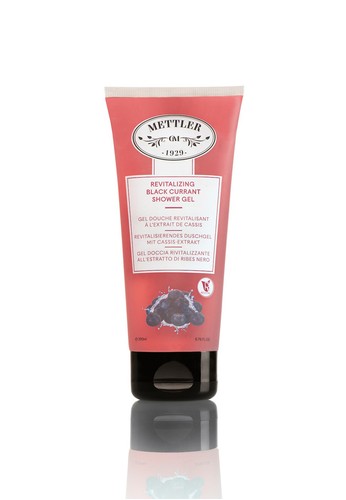 METTLER
GM
• 1929 •
REVITALIZING
BLACK CURRANT
SHOWER GEL
GEL DOUCHE REVITALISANT
À L'EXTRAIT DE CASSIS
REVITALISIERENDES DUSCHGEL
MIT CASSIS-EXTRAKT
GEL DOCCIA RIVITALIZZANTE
ALL'ESTRATTO DI RIBES NERO